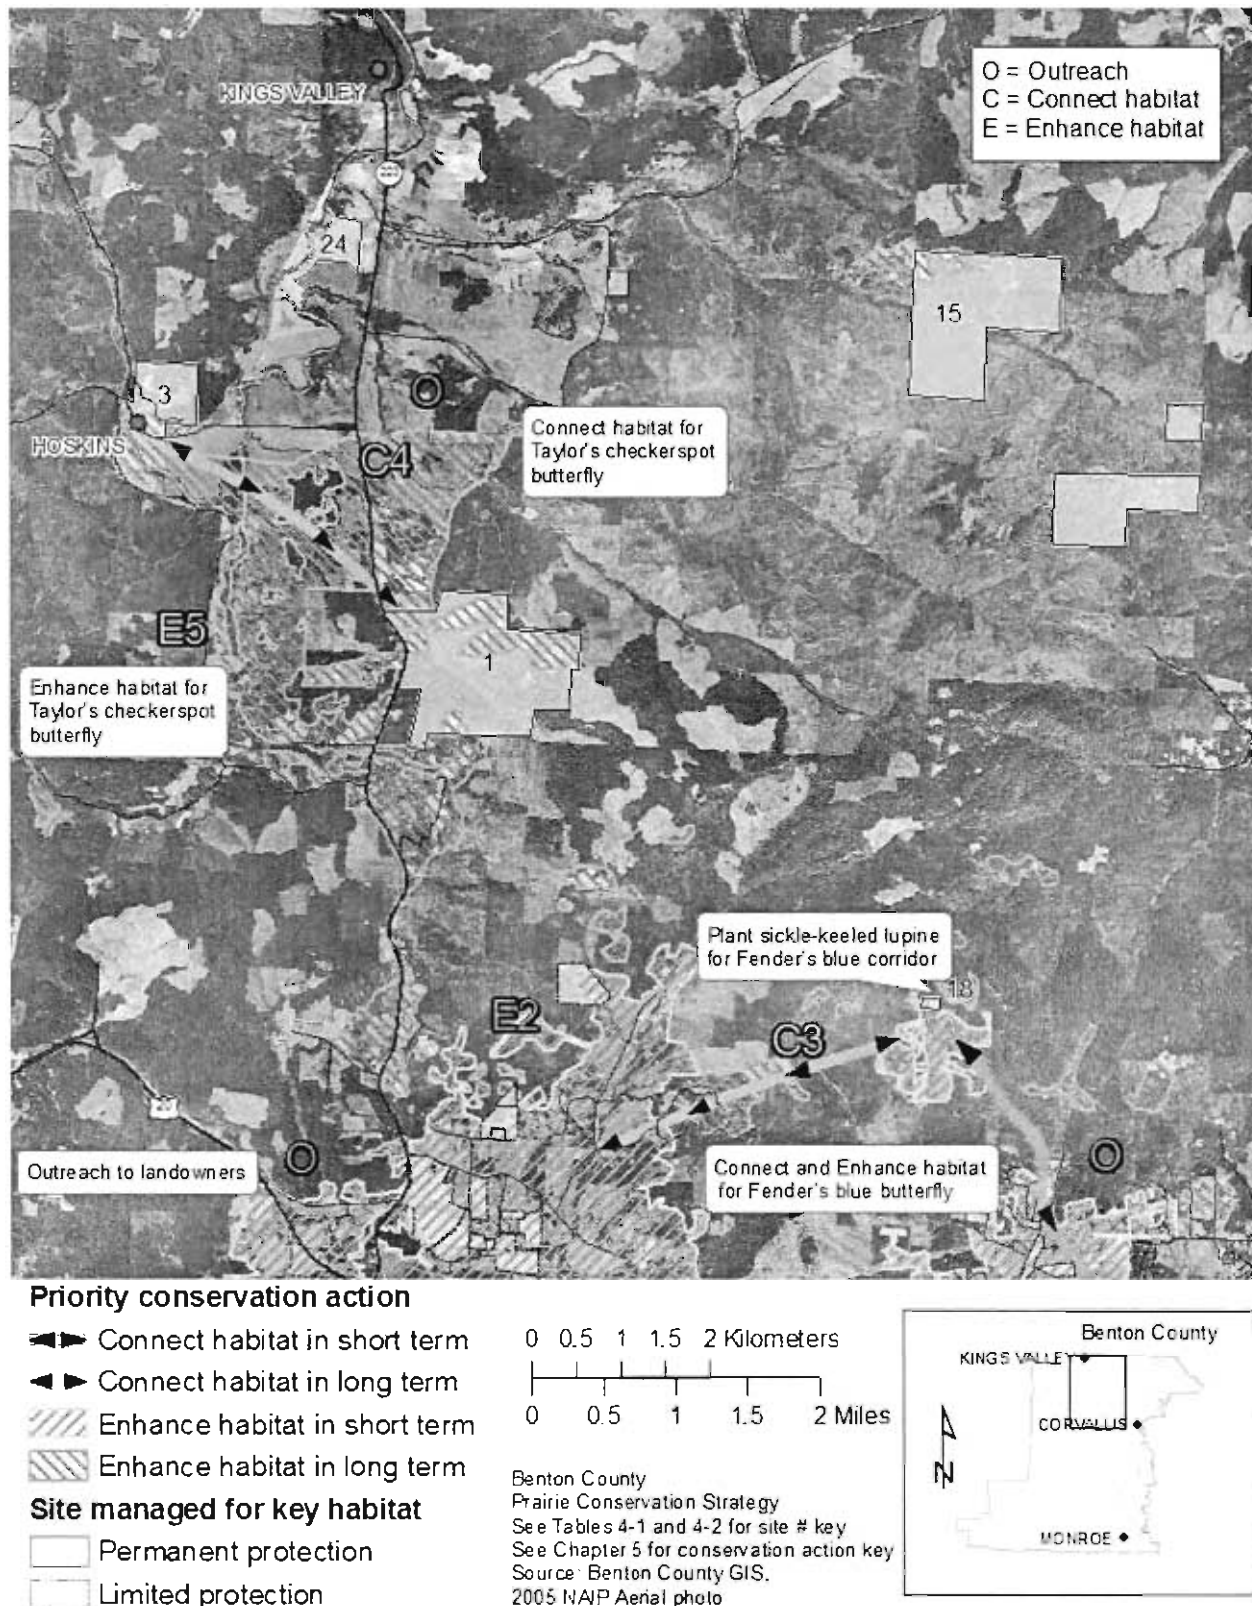 KINGS VALLEY
O = Outreach
C = Connect habitat
E = Enhance habitat
24
15
3
O
HOSKINS
C4
Connect habitat for
Taylor's checkerspot
butterfly
E5
1
Enhance habitat for
Taylor's checkerspot
butterfly
Plant sickle-keeled lupine
for Fender's blue corridor
18
E2
C3
O
Outreach to landowners
Connect and Enhance habitat
for Fender's blue butterfly
O
Priority conservation action
Connect habitat in short term
Connect habitat in long term
Enhance habitat in short term
Enhance habitat in long term
Site managed for key habitat
Permanent protection
Limited protection
0 0.5 1 1.5 2 Kilometers
0 0.5 1 1.5 2 Miles
Benton County
Prairie Conservation Strategy
See Tables 4-1 and 4-2 for site # key
See Chapter 5 for conservation action key
Source: Benton County GIS,
2005 NAIP Aerial photo
Benton County
KINGS VALLEY
CORVALLIS
N
MONROE